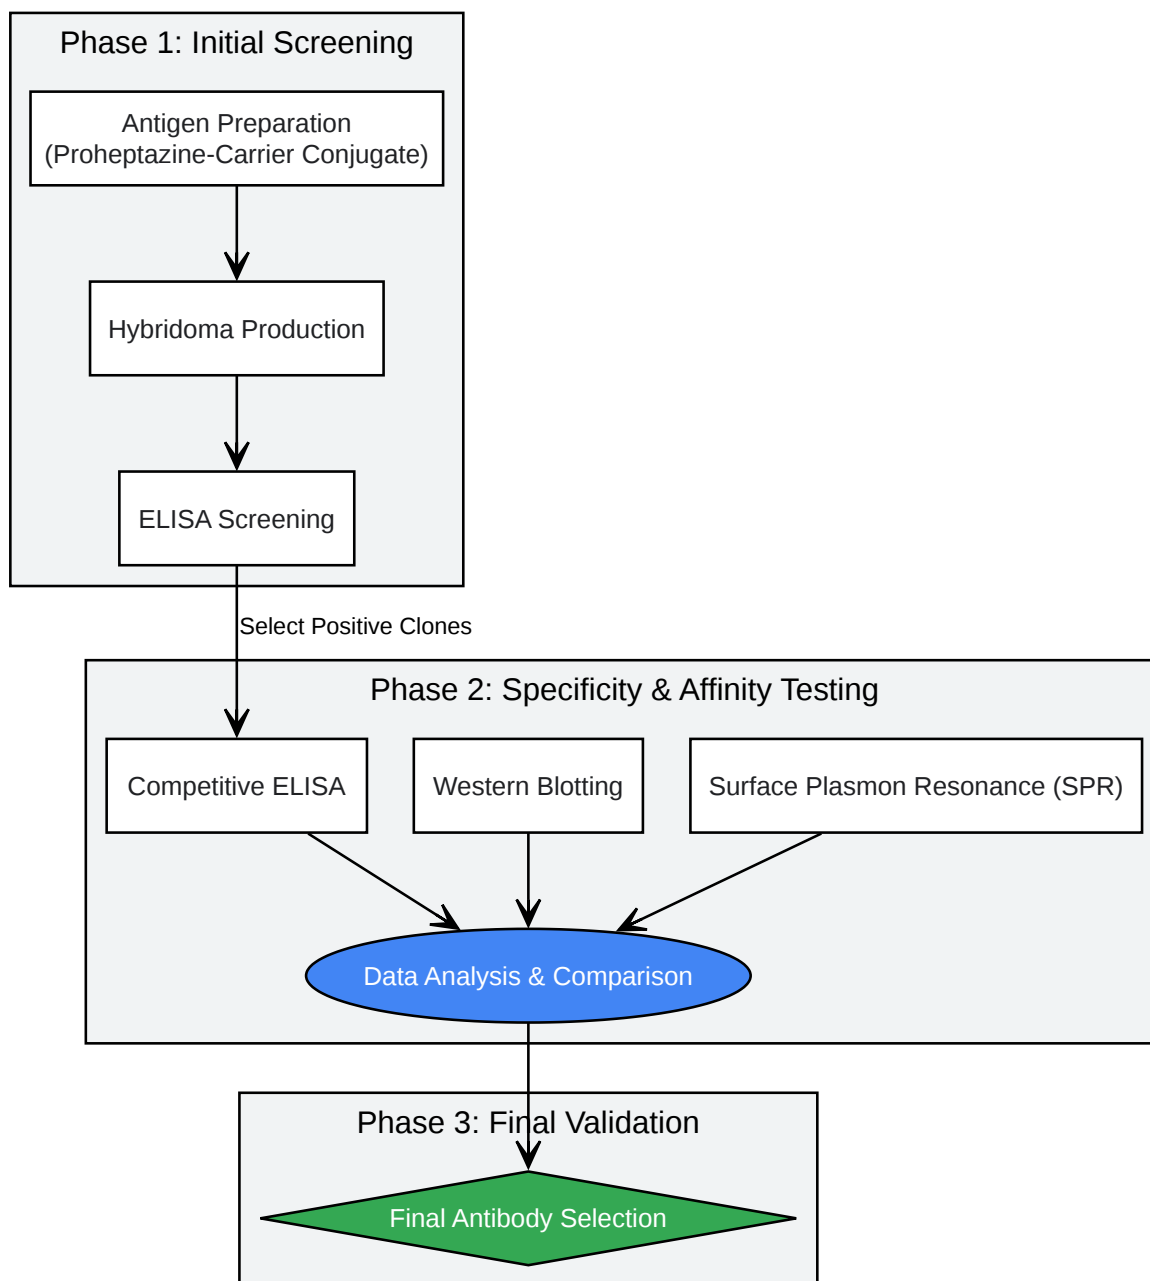 Phase 1: Initial Screening
Antigen Preparation
(Proheptazine-Carrier Conjugate)
Hybridoma Production
ELISA Screening
Select Positive Clones
Phase 2: Specificity & Affinity Testing
Competitive ELISA
Western Blotting
Surface Plasmon Resonance (SPR)
Data Analysis & Comparison
Phase 3: Final Validation
Final Antibody Selection